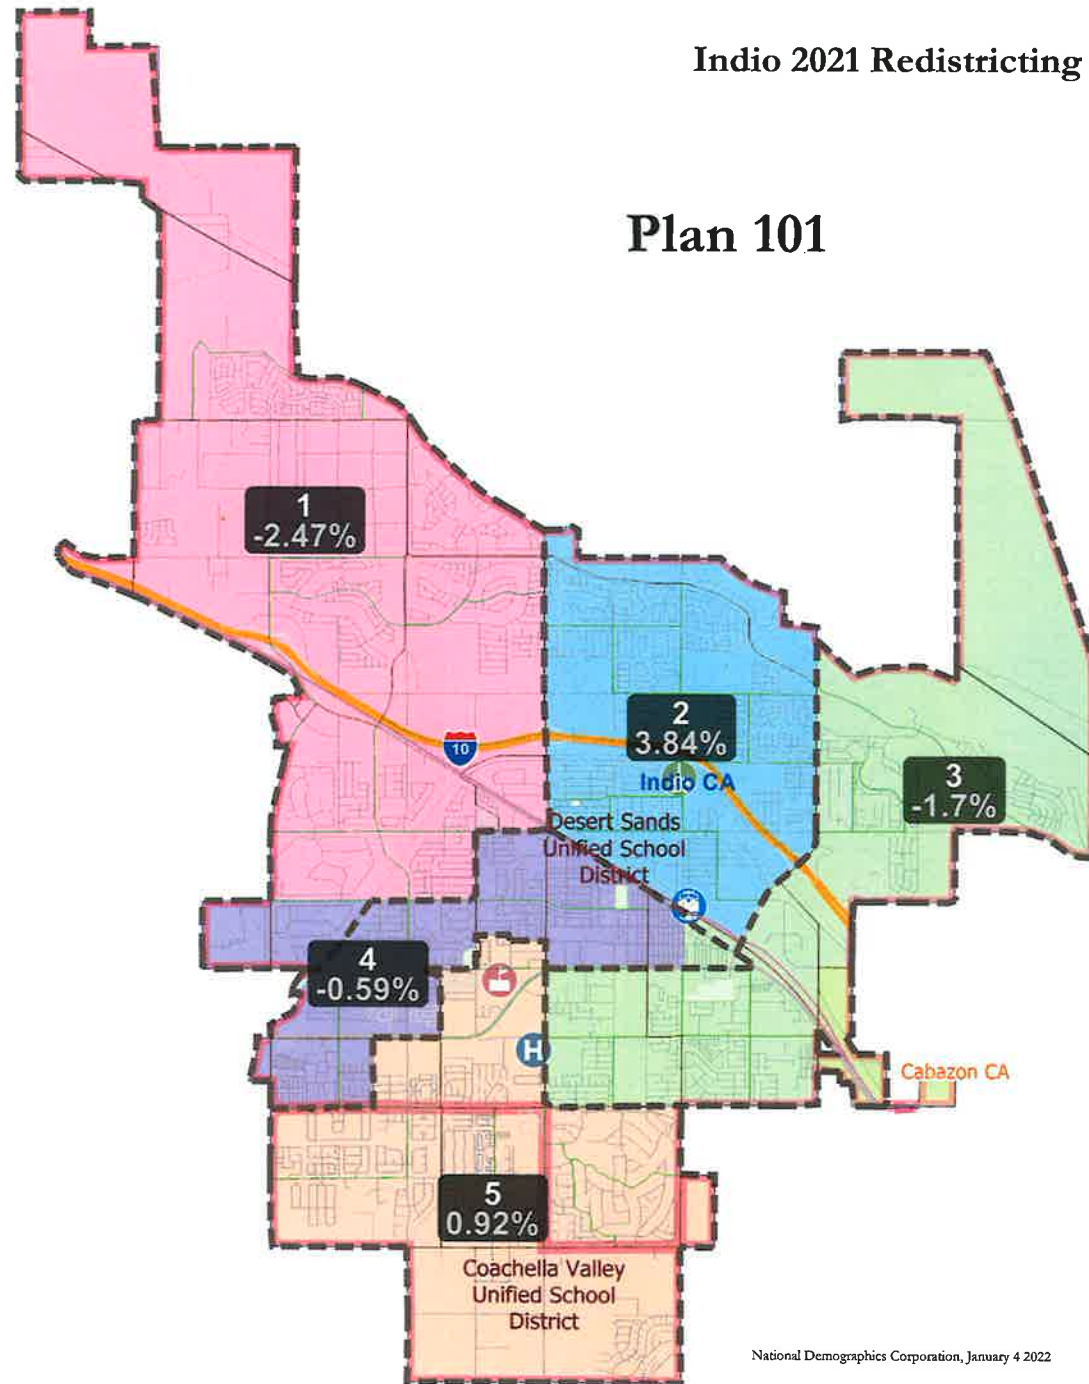 Indio 2021 Redistricting
Plan 101
1
-2.47%
2
3.84%
10
Indio CA
3
-1.7%
Desert Sands
Unified School
District
4
-0.59%
H
Cabazon CA
5
0.92%
Coachella Valley
Unified School
District
National Demographics Corporation, January 4 2022